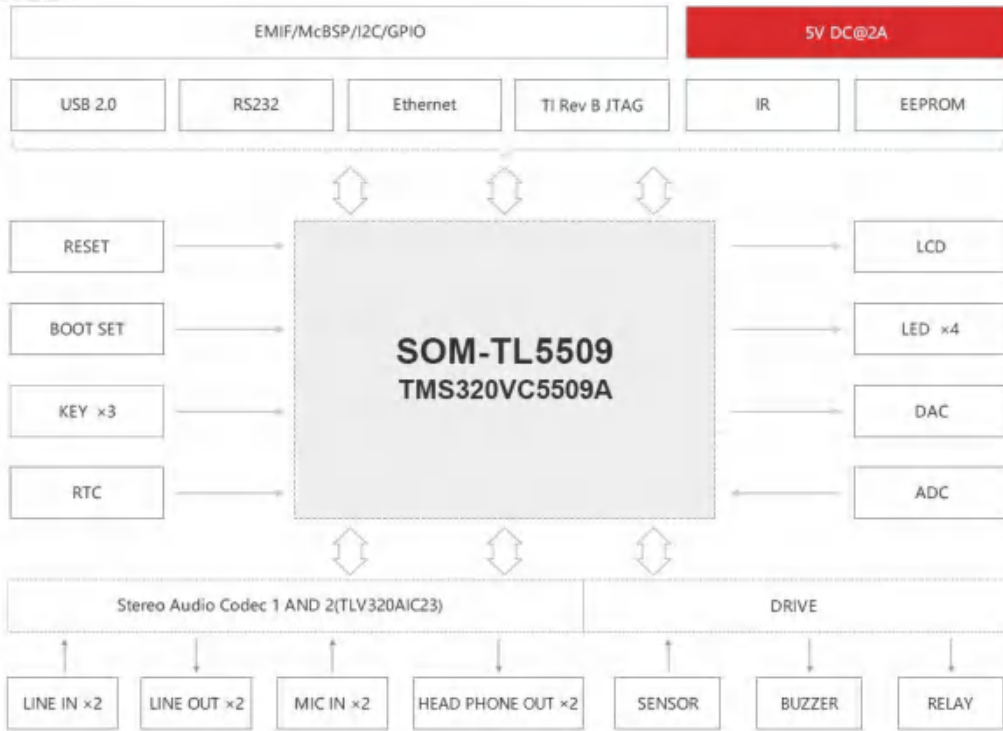 EMIF/McBSP/I2C/GPIO
5V DC@2A
USB 2.0
RS232
Ethernet
TI Rev B JTAG
IR
EEPROM
RESET
LCD
BOOT SET
LED ×4
SOM-TL5509
TMS320VC5509A
KEY ×3
DAC
RTC
ADC
Stereo Audio Codec 1 AND 2(TLV320AIC23)
DRIVE
LINE IN ×2
LINE OUT ×2
MIC IN ×2
HEAD PHONE OUT ×2
SENSOR
BUZZER
RELAY